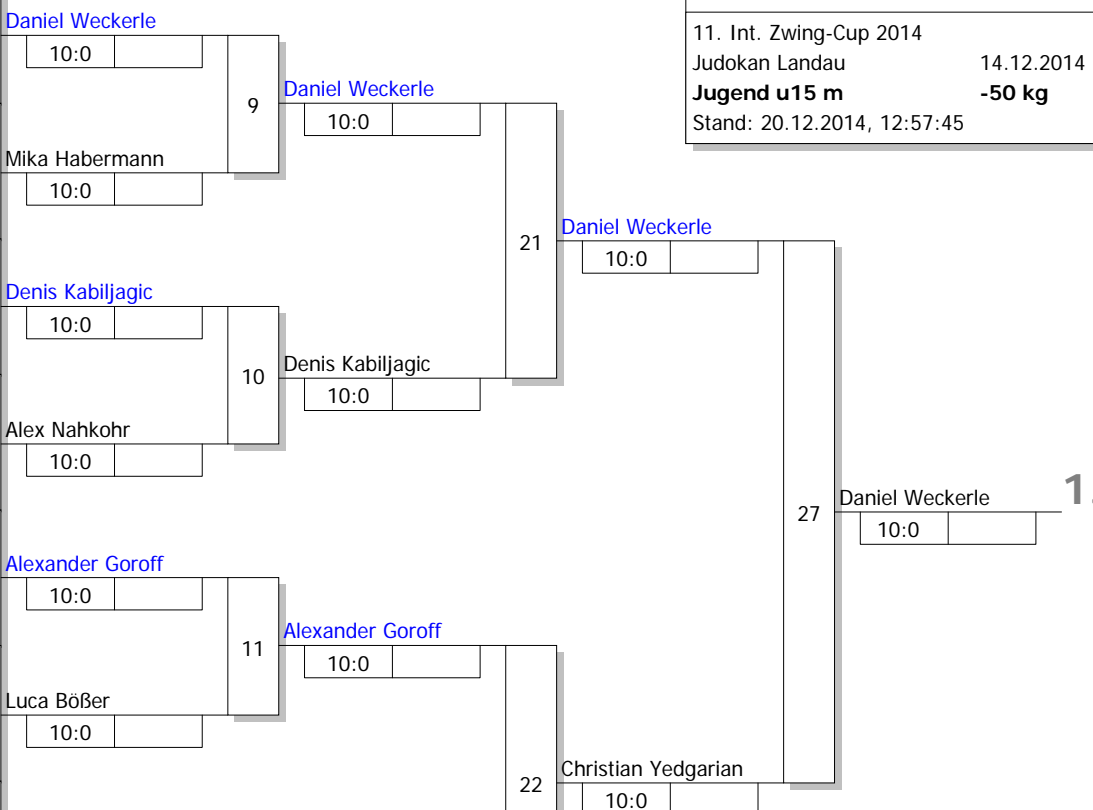 11. Int. Zwing-Cup 2014
Judokan Landau 14.12.2014
Jugend u15 m -50 kg
Stand: 20.12.2014, 12:57:45
Daniel Weckerle
10:0
9
Daniel Weckerle
10:0
Mika Habermann
10:0
21
Daniel Weckerle
10:0
Denis Kabiljagic
10:0
10
Denis Kabiljagic
10:0
Alex Nahkohr
10:0
27
Daniel Weckerle
1.
10:0
Alexander Goroff
10:0
11
Alexander Goroff
10:0
Luca Bößer
10:0
22
Christian Yedgarian
10:0